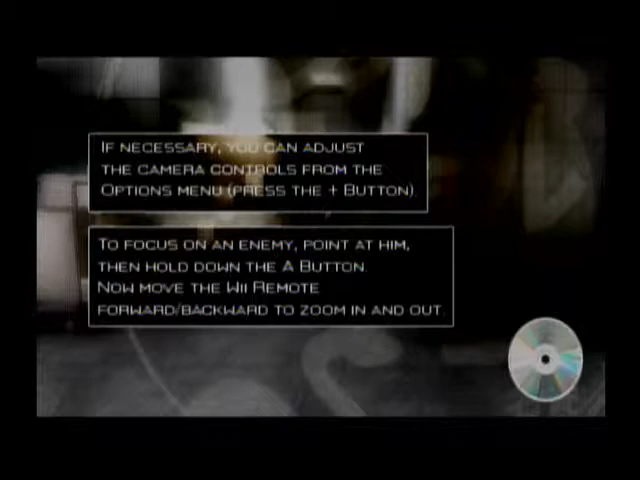 If necessary, you can adjust
the camera controls from the
Options menu (press the + Button).
To focus on an enemy, point at him,
then hold down the A Button.
Now move the Wii Remote
forward/backward to zoom in and out.